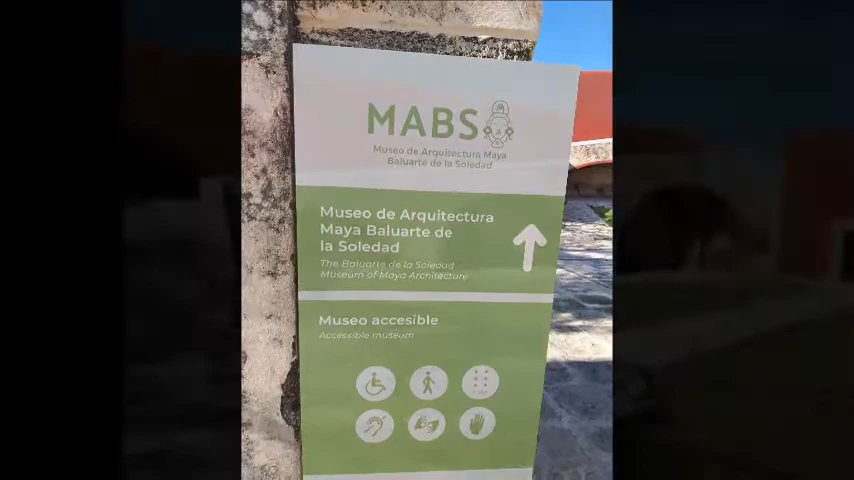 MABS
Museo de Arquitectura Maya
Baluarte de la Soledad
Museo de Arquitectura
Maya Baluarte de
la Soledad
The Baluarte de la Soledad
Museum of Maya Architecture
Museo accesible
Accessible museum